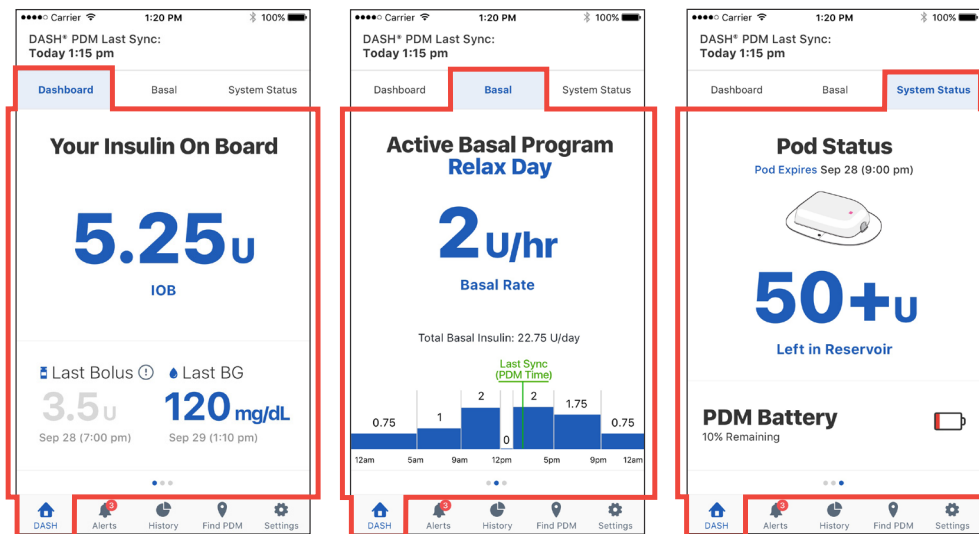 Carrier 1:20 PM 100%
DASH® PDM Last Sync:
Today 1:15 pm
Dashboard Basal System Status
Your Insulin On Board
5.25 U
IOB
Last Bolus Last BG
3.5 U 120 mg/dL
Sep 28 (7:00 pm) Sep 29 (1:10 pm)
3
DASH Alerts History Find PDM Settings
Carrier 1:20 PM 100%
DASH® PDM Last Sync:
Today 1:15 pm
Dashboard Basal System Status
Active Basal Program
Relax Day
2 U/hr
Basal Rate
Total Basal Insulin: 22.75 U/day
Last Sync
(PDM Time)
0.75 1 2 0 2 1.75 0.75
12am 5am 9am 12pm 5pm 9pm 12am
3
DASH Alerts History Find PDM Settings
Carrier 1:20 PM 100%
DASH® PDM Last Sync:
Today 1:15 pm
Dashboard Basal System Status
Pod Status
Pod Expires Sep 28 (9:00 pm)
50+ U
Left in Reservoir
PDM Battery
10% Remaining
3
DASH Alerts History Find PDM Settings